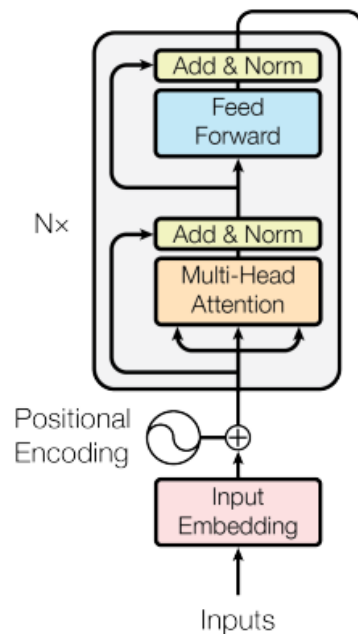 Add & Norm
Feed
Forward
Nx
Add & Norm
Multi-Head
Attention
Positional
Encoding
Input
Embedding
Inputs